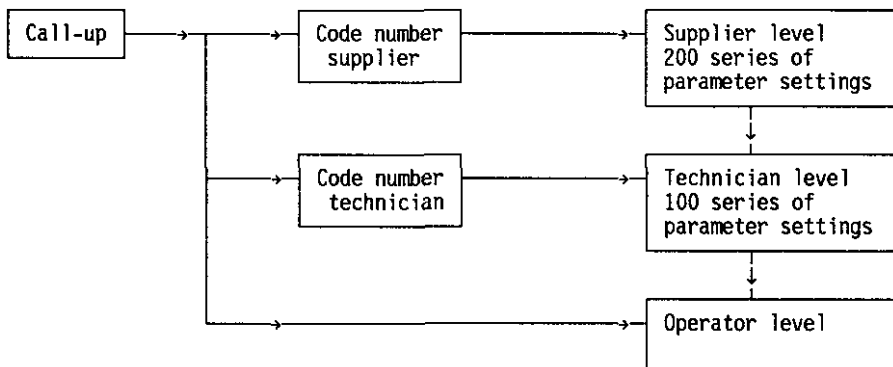 Call-up
Code number
supplier
Supplier level
200 series of
parameter settings
Code number
technician
Technician level
100 series of
parameter settings
Operator level